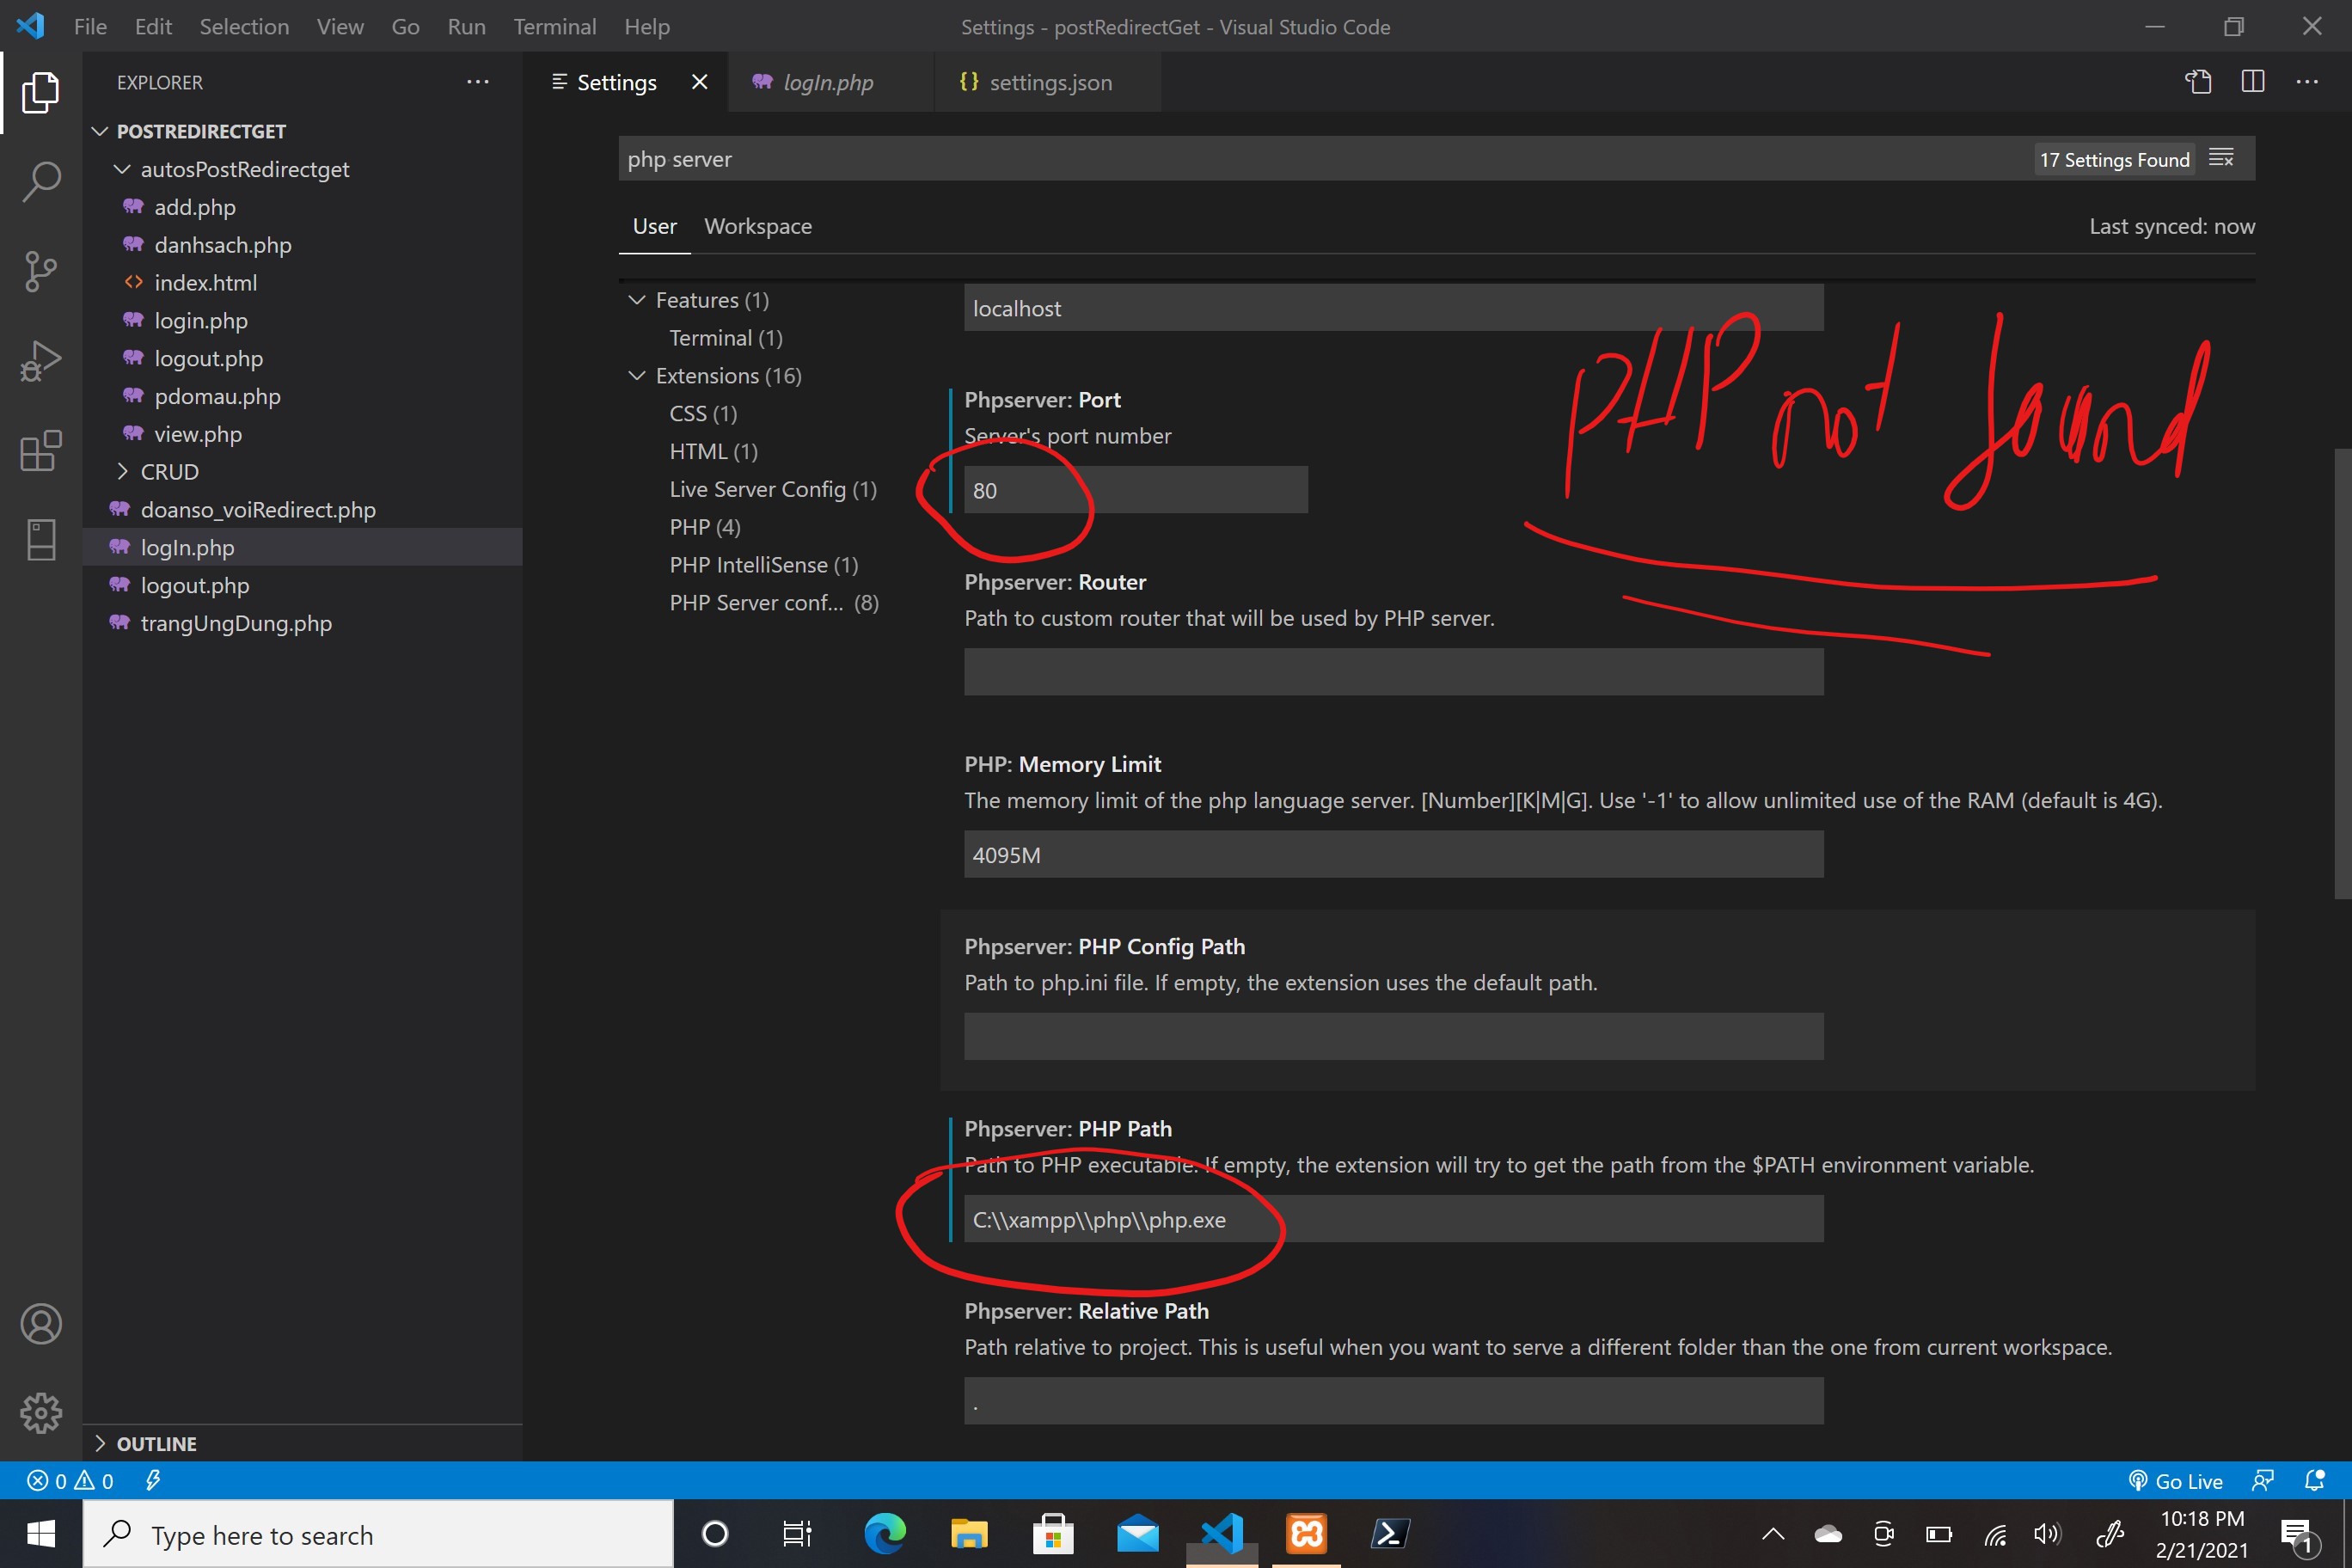 File Edit Selection View Go Run Terminal Help
Settings - postRedirectGet - Visual Studio Code
EXPLORER
Settings
logIn.php
{} settings.json
POSTREDIRECTGET
autosPostRedirectget
add.php
danhsach.php
<> index.html
login.php
logout.php
pdomau.php
view.php
CRUD
doanso_voiRedirect.php
logIn.php
logout.php
trangUngDung.php
OUTLINE
php server
17 Settings Found
User Workspace
Last synced: now
Features (1)
Terminal (1)
Extensions (16)
CSS (1)
HTML (1)
Live Server Config (1)
PHP (4)
PHP IntelliSense (1)
PHP Server conf... (8)
localhost
PHP not found
Phpserver: Port
Server's port number
80
Phpserver: Router
Path to custom router that will be used by PHP server.
PHP: Memory Limit
The memory limit of the php language server. [Number][K|M|G]. Use '-1' to allow unlimited use of the RAM (default is 4G).
4095M
Phpserver: PHP Config Path
Path to php.ini file. If empty, the extension uses the default path.
Phpserver: PHP Path
Path to PHP executable. If empty, the extension will try to get the path from the $PATH environment variable.
C:\\xampp\\php\\php.exe
Phpserver: Relative Path
Path relative to project. This is useful when you want to serve a different folder than the one from current workspace.
.
0 0
Go Live
Type here to search
10:18 PM
2/21/2021
1